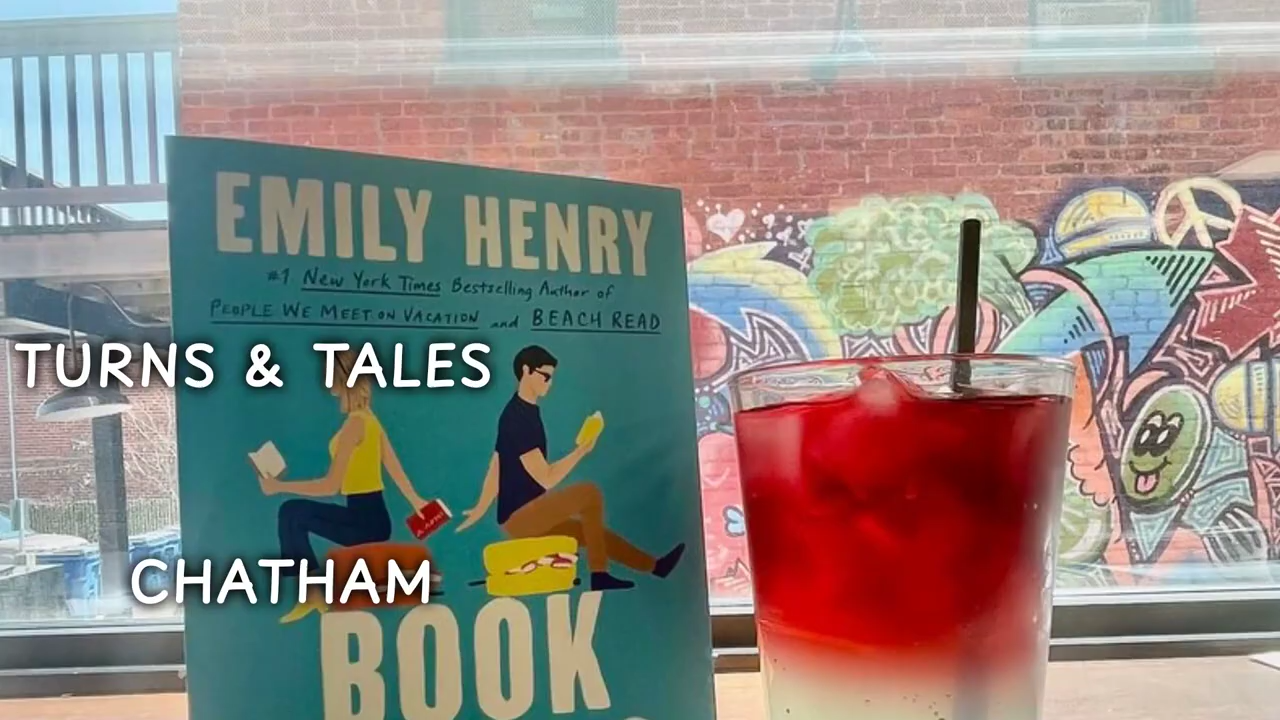 EMILY HENRY
#1 New York Times Bestselling Author of
PEOPLE WE MEET ON VACATION and BEACH READ
TURNS & TALES
A NOVEL
CHATHAM
BOOK